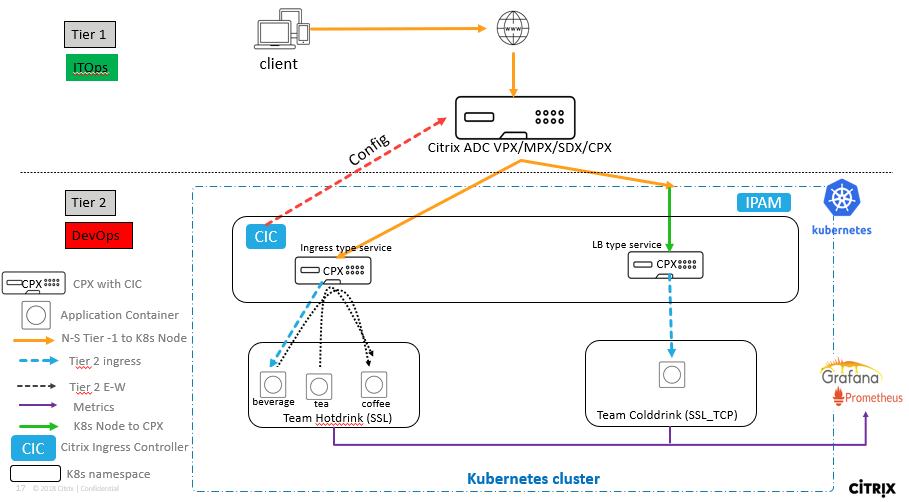 Tier 1
ITOps
client
WWW
Citrix ADC VPX/MPX/SDX/CPX
Config
Tier 2
DevOps
IPAM
kubernetes
CIC
Ingress type service
LB type service
CPX
CPX
CPX
CPX with CIC
Application Container
N-S Tier -1 to K8s Node
Tier 2 ingress
Tier 2 E-W
Metrics
K8s Node to CPX
CIC
Citrix Ingress Controller
K8s namespace
beverage
tea
coffee
Team Hotdrink (SSL)
Team Colddrink (SSL_TCP)
Grafana
Prometheus
Kubernetes cluster
17
© 2018 Citrix | Confidential
CİTRİX